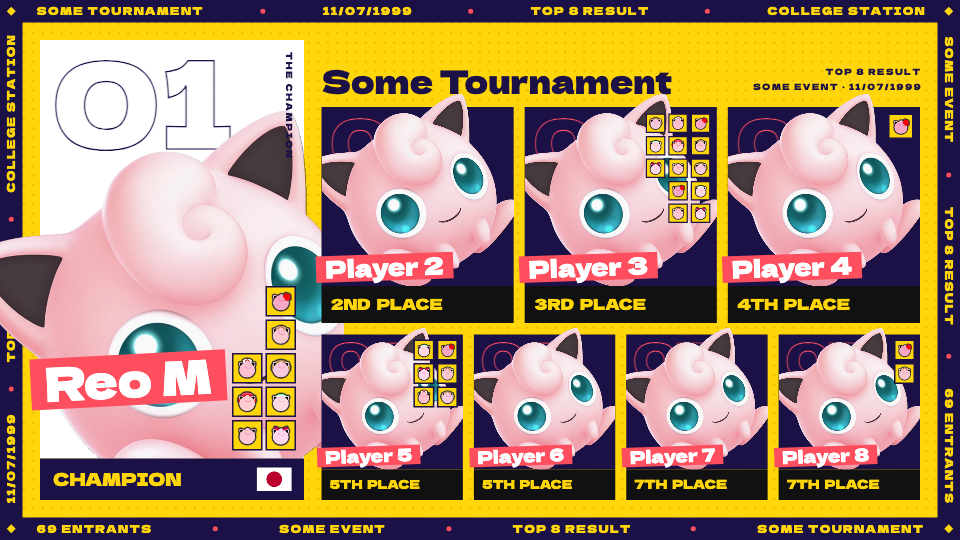 SOME TOURNAMENT • 11/07/1999 • TOP 8 RESULT • COLLEGE STATION
COLLEGE STATION
11/07/1999
01
THE CHAMPION
Reo M
CHAMPION
Some Tournament
TOP 8 RESULT
SOME EVENT · 11/07/1999
Player 2
2ND PLACE
Player 3
3RD PLACE
Player 4
4TH PLACE
Player 5
5TH PLACE
Player 6
5TH PLACE
Player 7
7TH PLACE
Player 8
7TH PLACE
SOME EVENT • TOP 8 RESULT • 69 ENTRANTS
69 ENTRANTS • SOME EVENT • TOP 8 RESULT • SOME TOURNAMENT